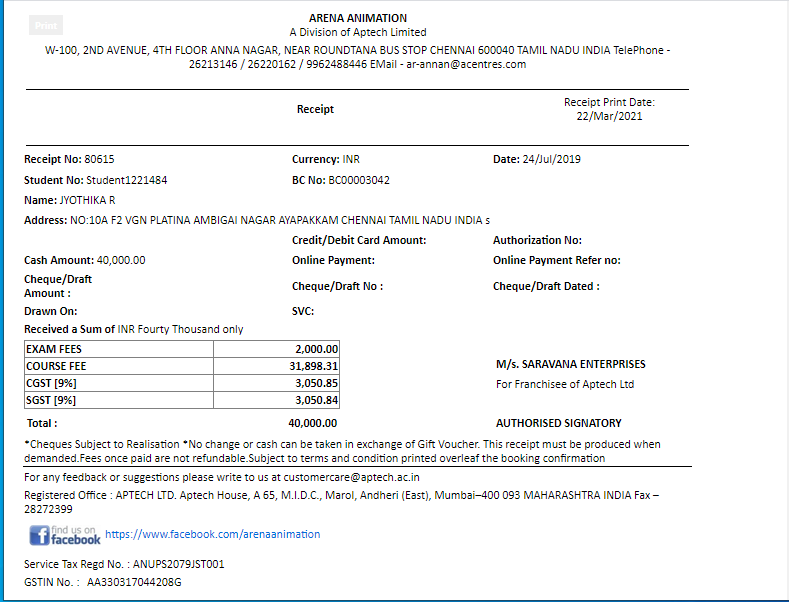 Print
ARENA ANIMATION
A Division of Aptech Limited
W-100, 2ND AVENUE, 4TH FLOOR ANNA NAGAR, NEAR ROUNDTANA BUS STOP CHENNAI 600040 TAMIL NADU INDIA TelePhone -
26213146 / 26220162 / 9962488446 EMail - ar-annan@acentres.com
Receipt
Receipt Print Date:
22/Mar/2021
Receipt No: 80615 Currency: INR Date: 24/Jul/2019
Student No: Student1221484 BC No: BC00003042
Name: JYOTHIKA R
Address: NO:10A F2 VGN PLATINA AMBIGAI NAGAR AYAPAKKAM CHENNAI TAMIL NADU INDIA s
Credit/Debit Card Amount: Authorization No:
Cash Amount: 40,000.00 Online Payment: Online Payment Refer no:
Cheque/Draft
Amount : Cheque/Draft No : Cheque/Draft Dated :
Drawn On: SVC:
Received a Sum of INR Fourty Thousand only
EXAM FEES 2,000.00
COURSE FEE 31,898.31
CGST [9%] 3,050.85
SGST [9%] 3,050.84
M/s. SARAVANA ENTERPRISES
For Franchisee of Aptech Ltd
Total : 40,000.00 AUTHORISED SIGNATORY
*Cheques Subject to Realisation *No change or cash can be taken in exchange of Gift Voucher. This receipt must be produced when
demanded.Fees once paid are not refundable.Subject to terms and condition printed overleaf the booking confirmation
For any feedback or suggestions please write to us at customercare@aptech.ac.in
Registered Office : APTECH LTD. Aptech House, A 65, M.I.D.C., Marol, Andheri (East), Mumbai–400 093 MAHARASHTRA INDIA Fax –
28272399
find us on
facebook https://www.facebook.com/arenaanimation
Service Tax Regd No. : ANUPS2079JST001
GSTIN No. : AA330317044208G